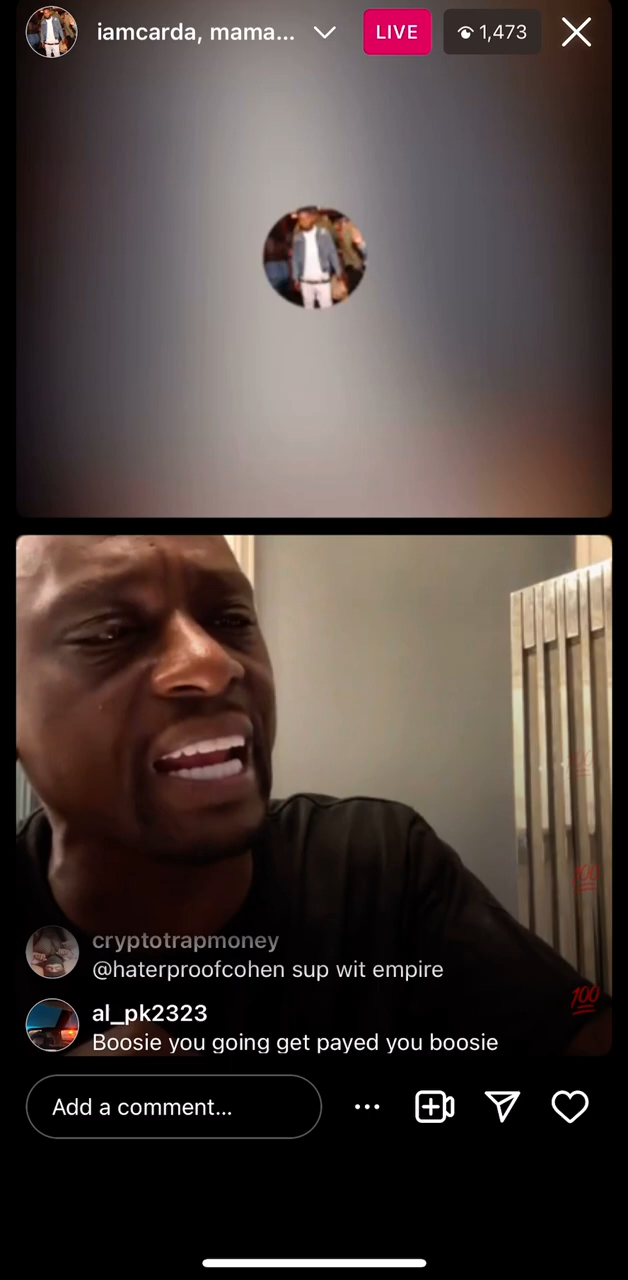 iamcarda, mama...
LIVE
1,473
cryptotrapmoney
@haterproofcohen sup wit empire
al_pk2323
Boosie you going get payed you boosie
Add a comment...
💯
💯
💯